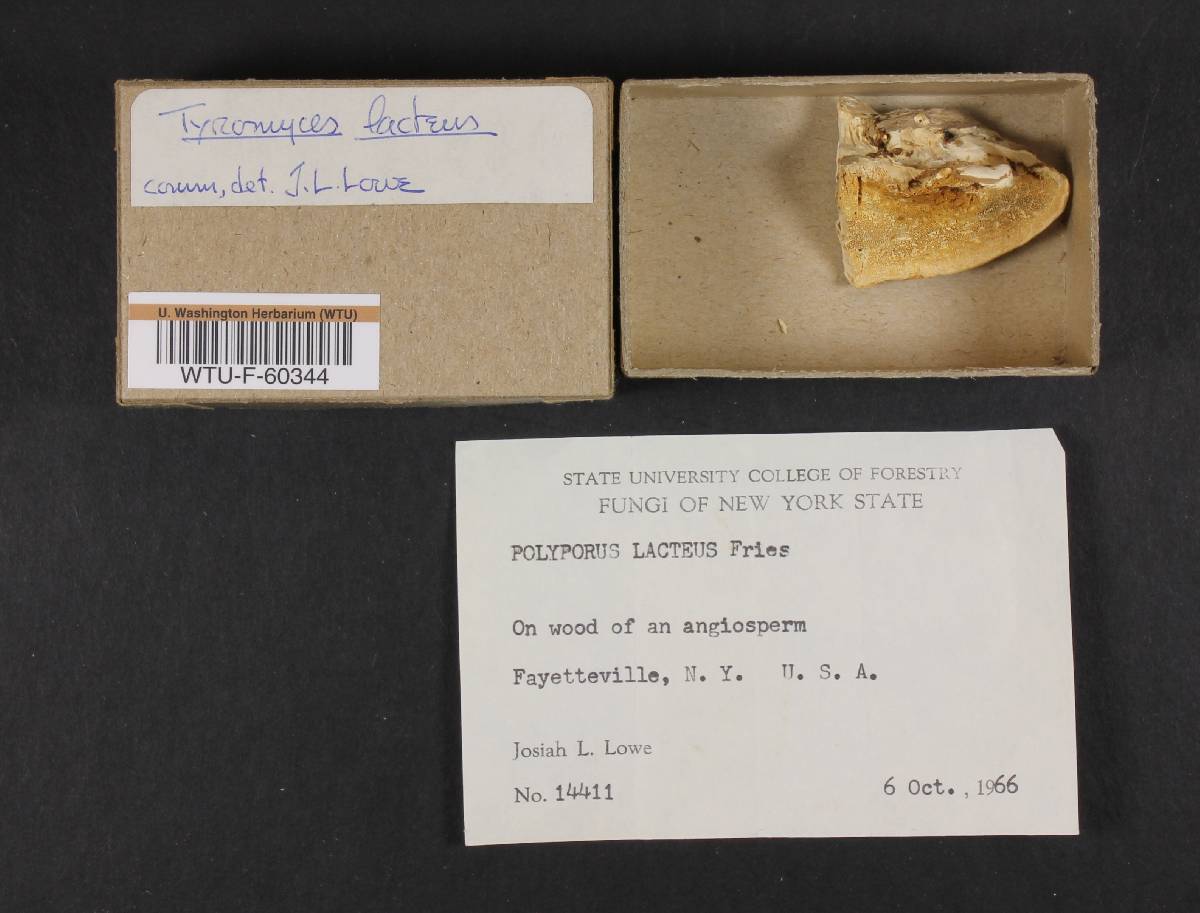 Tyromyces lacteus
comm, det. J.L. Lowe
U. Washington Herbarium (WTU)
WTU-F-60344
STATE UNIVERSITY COLLEGE OF FORESTRY
FUNGI OF NEW YORK STATE
POLYPORUS LACTEUS Fries
On wood of an angiosperm
Fayetteville, N. Y. U. S. A.
Josiah L. Lowe
No. 14411
6 Oct., 1966